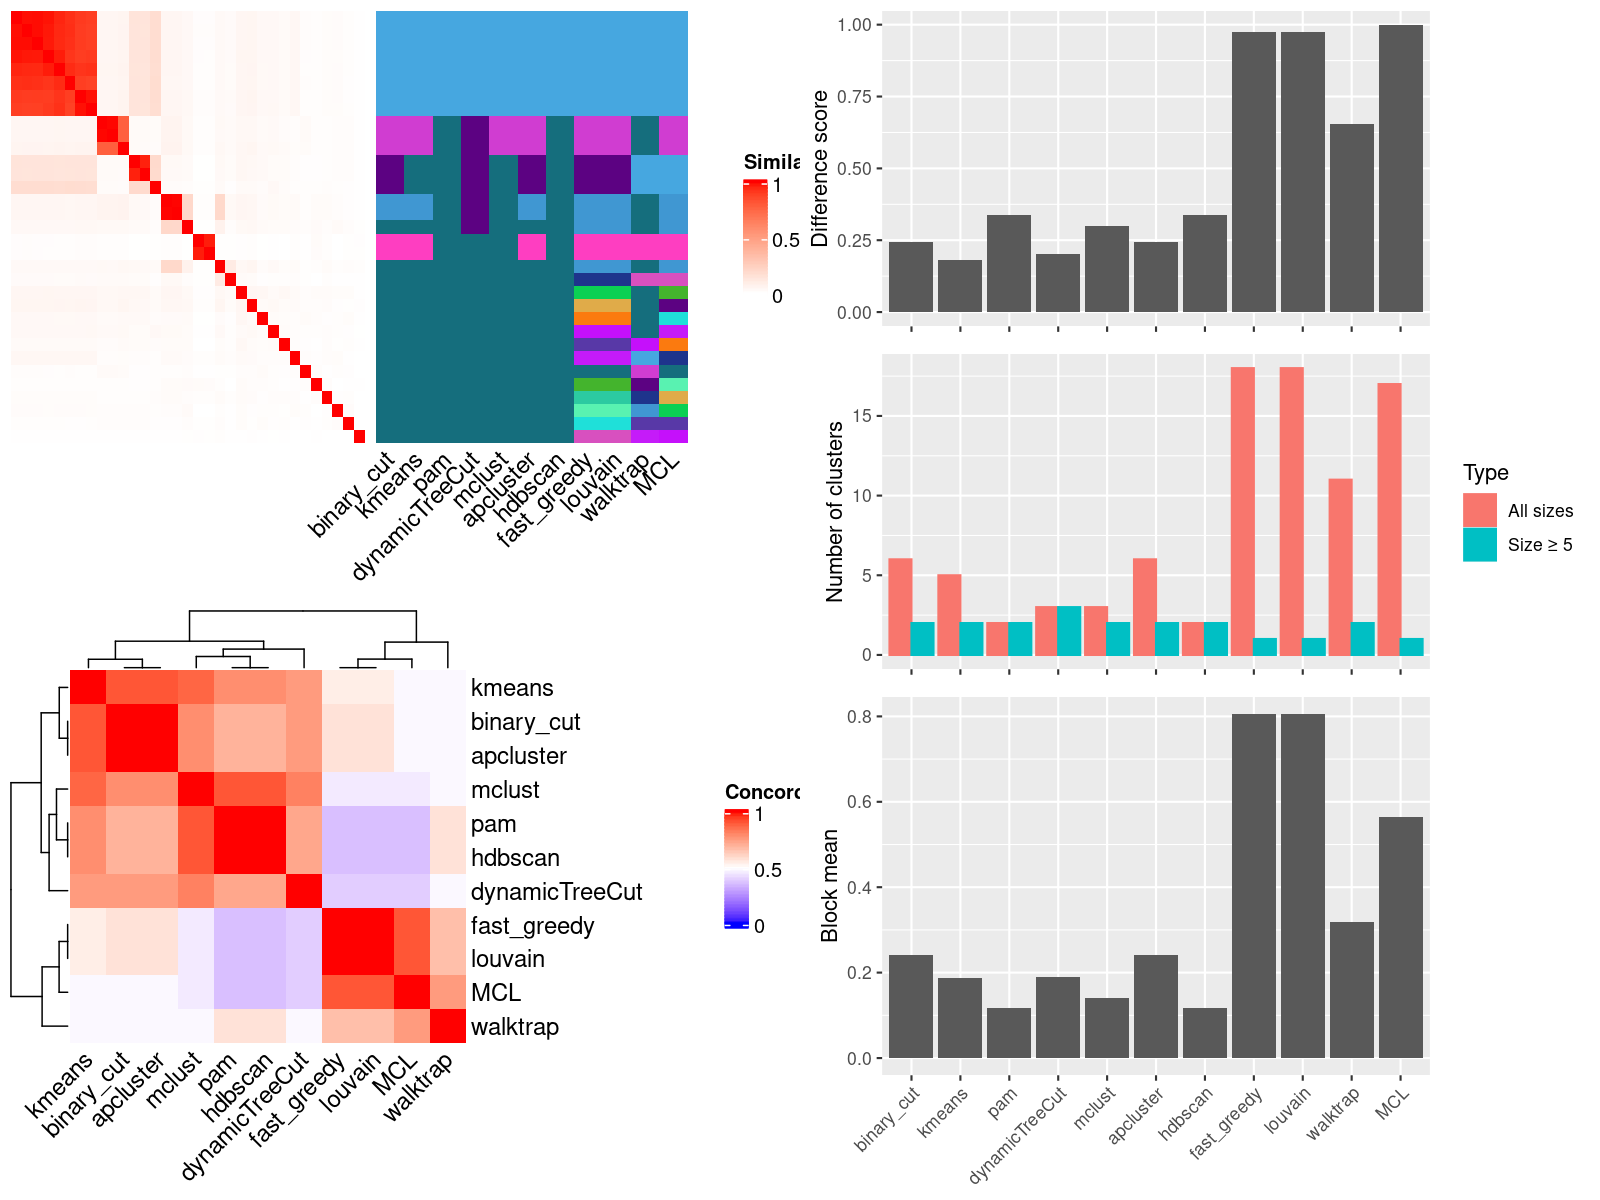 Simila
1
0.5
0
binary_cut
kmeans
pam
dynamicTreeCut
mclust
apcluster
hdbscan
fast_greedy
louvain
walktrap
MCL
kmeans
binary_cut
apcluster
mclust
pam
hdbscan
dynamicTreeCut
fast_greedy
louvain
MCL
walktrap
kmeans
binary_cut
apcluster
mclust
pam
hdbscan
dynamicTreeCut
fast_greedy
louvain
MCL
walktrap
Concord
1
0.5
0
Difference score
1.00
0.75
0.50
0.25
0.00
Number of clusters
15
10
5
0
Type
All sizes
Size ≥ 5
Block mean
0.8
0.6
0.4
0.2
0.0
binary_cut
kmeans
pam
dynamicTreeCut
mclust
apcluster
hdbscan
fast_greedy
louvain
walktrap
MCL